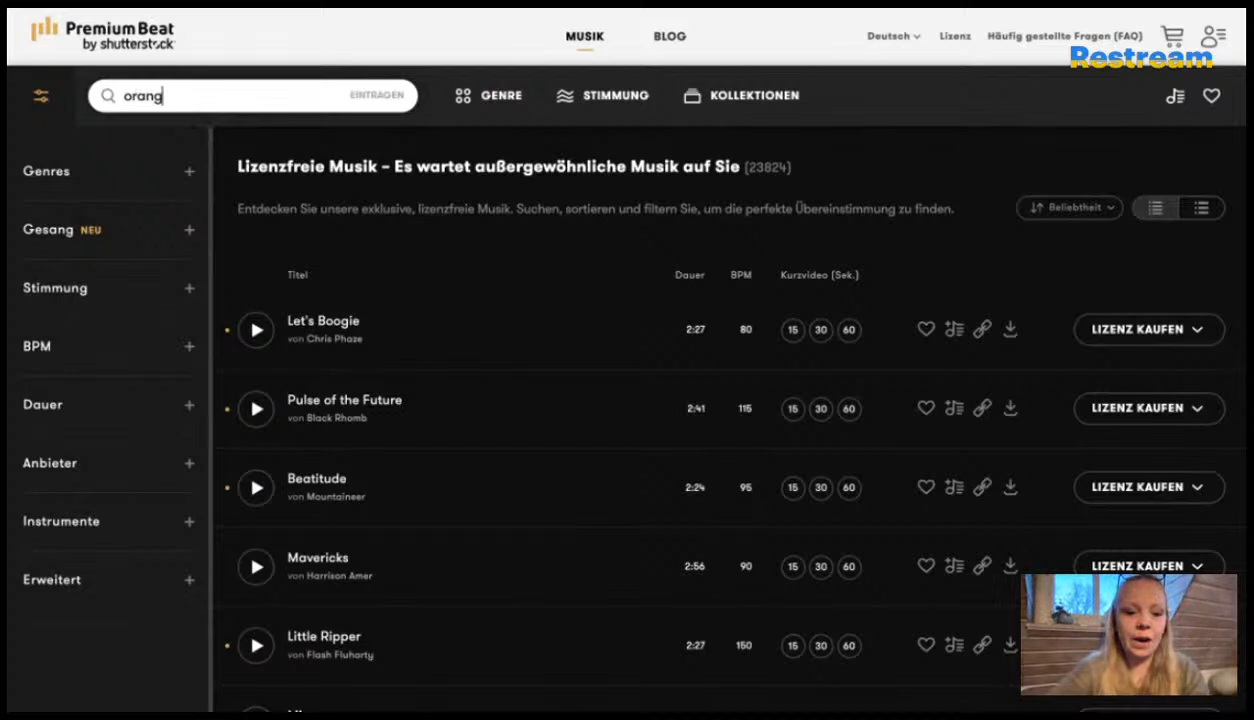 PremiumBeat
by shutterstock
MUSIK
BLOG
Deutsch
Lizenz
Häufig gestellte Fragen (FAQ)
Restream
orang
EINTRAGEN
GENRE
STIMMUNG
KOLLEKTIONEN
Genres
Gesang NEU
Stimmung
BPM
Dauer
Anbieter
Instrumente
Erweitert
Lizenzfreie Musik – Es wartet außergewöhnliche Musik auf Sie (23824)
Entdecken Sie unsere exklusive, lizenzfreie Musik. Suchen, sortieren und filtern Sie, um die perfekte Übereinstimmung zu finden.
Beliebtheit
Titel Dauer BPM Kurzvideo (Sek.)
Let's Boogie
von Chris Phaze
2:27 80 15 30 60 LIZENZ KAUFEN
Pulse of the Future
von Black Rhomb
2:41 115 15 30 60 LIZENZ KAUFEN
Beatitude
von Mountaineer
2:24 95 15 30 60 LIZENZ KAUFEN
Mavericks
von Harrison Amer
2:56 90 15 30 60 LIZENZ KAUFEN
Little Ripper
von Flash Fluharty
2:27 150 15 30 60